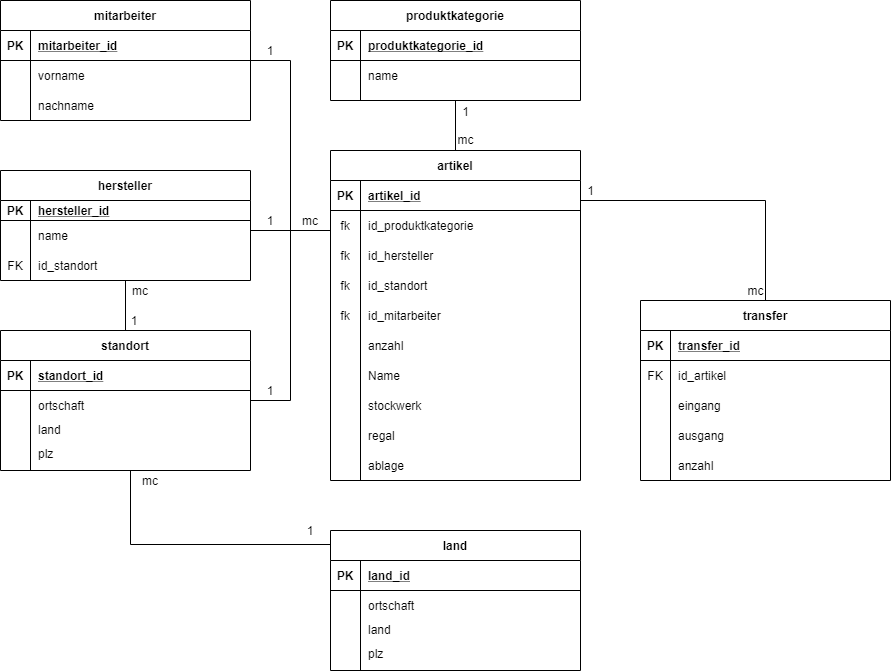 mitarbeiter
PK mitarbeiter_id
vorname
nachname
1
produktkategorie
PK produktkategorie_id
name
1
mc
hersteller
PK hersteller_id
name
FK id_standort
1
mc
mc
1
artikel
PK artikel_id
fk id_produktkategorie
fk id_hersteller
fk id_standort
fk id_mitarbeiter
anzahl
Name
stockwerk
regal
ablage
1
mc
standort
PK standort_id
ortschaft
land
plz
1
mc
1
transfer
PK transfer_id
FK id_artikel
eingang
ausgang
anzahl
land
PK land_id
ortschaft
land
plz